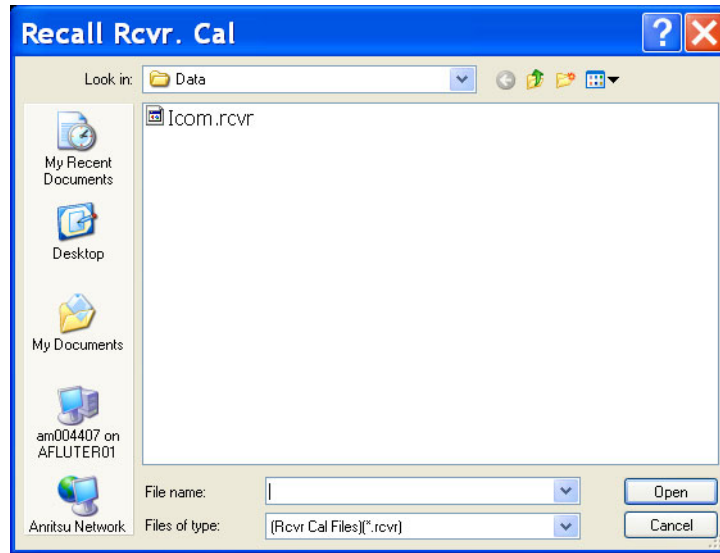 Recall Rcvr. Cal
?
Look in:
Data
Icom.rcvr
My Recent
Documents
Desktop
My Documents
am004407 on
AFLUTER01
Anritsu Network
File name:
Open
Files of type:
(Rcvr Cal Files)(*.rcvr)
Cancel